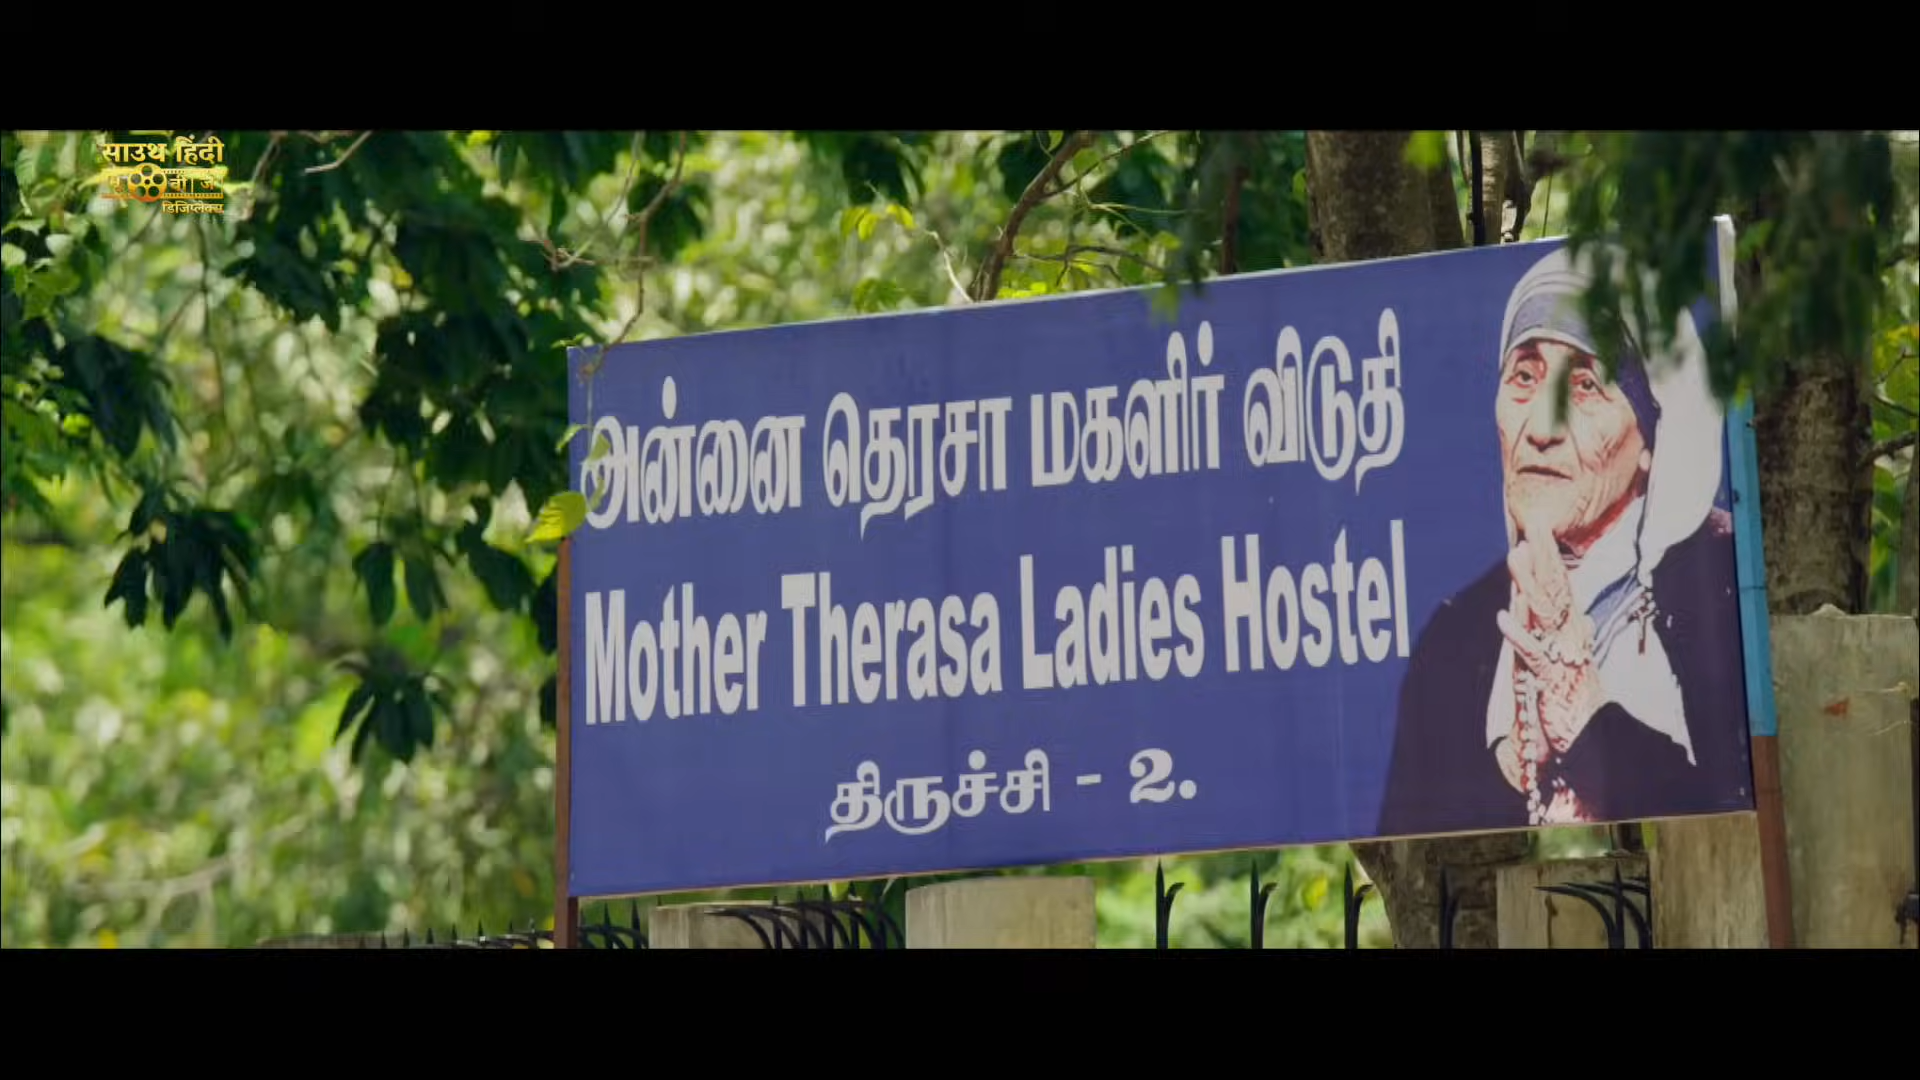 साउथ हिंदी
डिजिप्लेक्स
அன்னை தெரசா மகளிர் விடுதி
Mother Therasa Ladies Hostel
திருச்சி - 2.